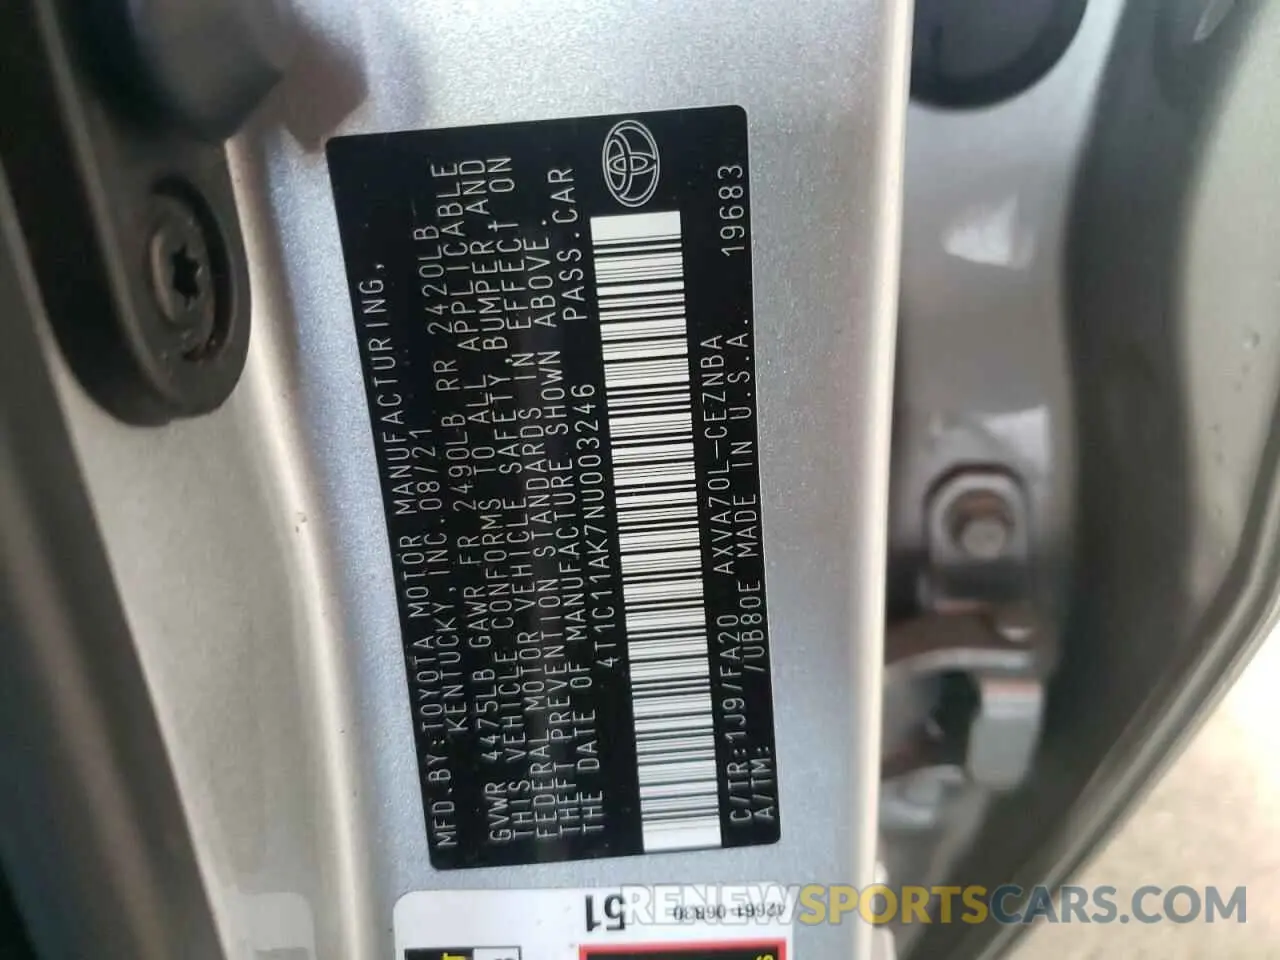 MFD.BY:TOYOTA MOTOR MANUFACTURING,
KENTUCKY,INC.08/21
GVWR 4475LB GAWR FR 2490LB RR 2420LB
THIS VEHICLE CONFORMS TO ALL APPLICABLE
FEDERAL MOTOR VEHICLE SAFETY,BUMPER,AND
THEFT PREVENTION STANDARDS IN EFFECT ON
THE DATE OF MANUFACTURE SHOWN ABOVE.
4T1C11AK7NU003246 PASS.CAR
C/TR:1J9/FA20 AXVA70L-CEZNBA 19683
A/TM: /UB80E MADE IN U.S.A.
51
42661-06R30
RENEWSPORTSCARS.COM